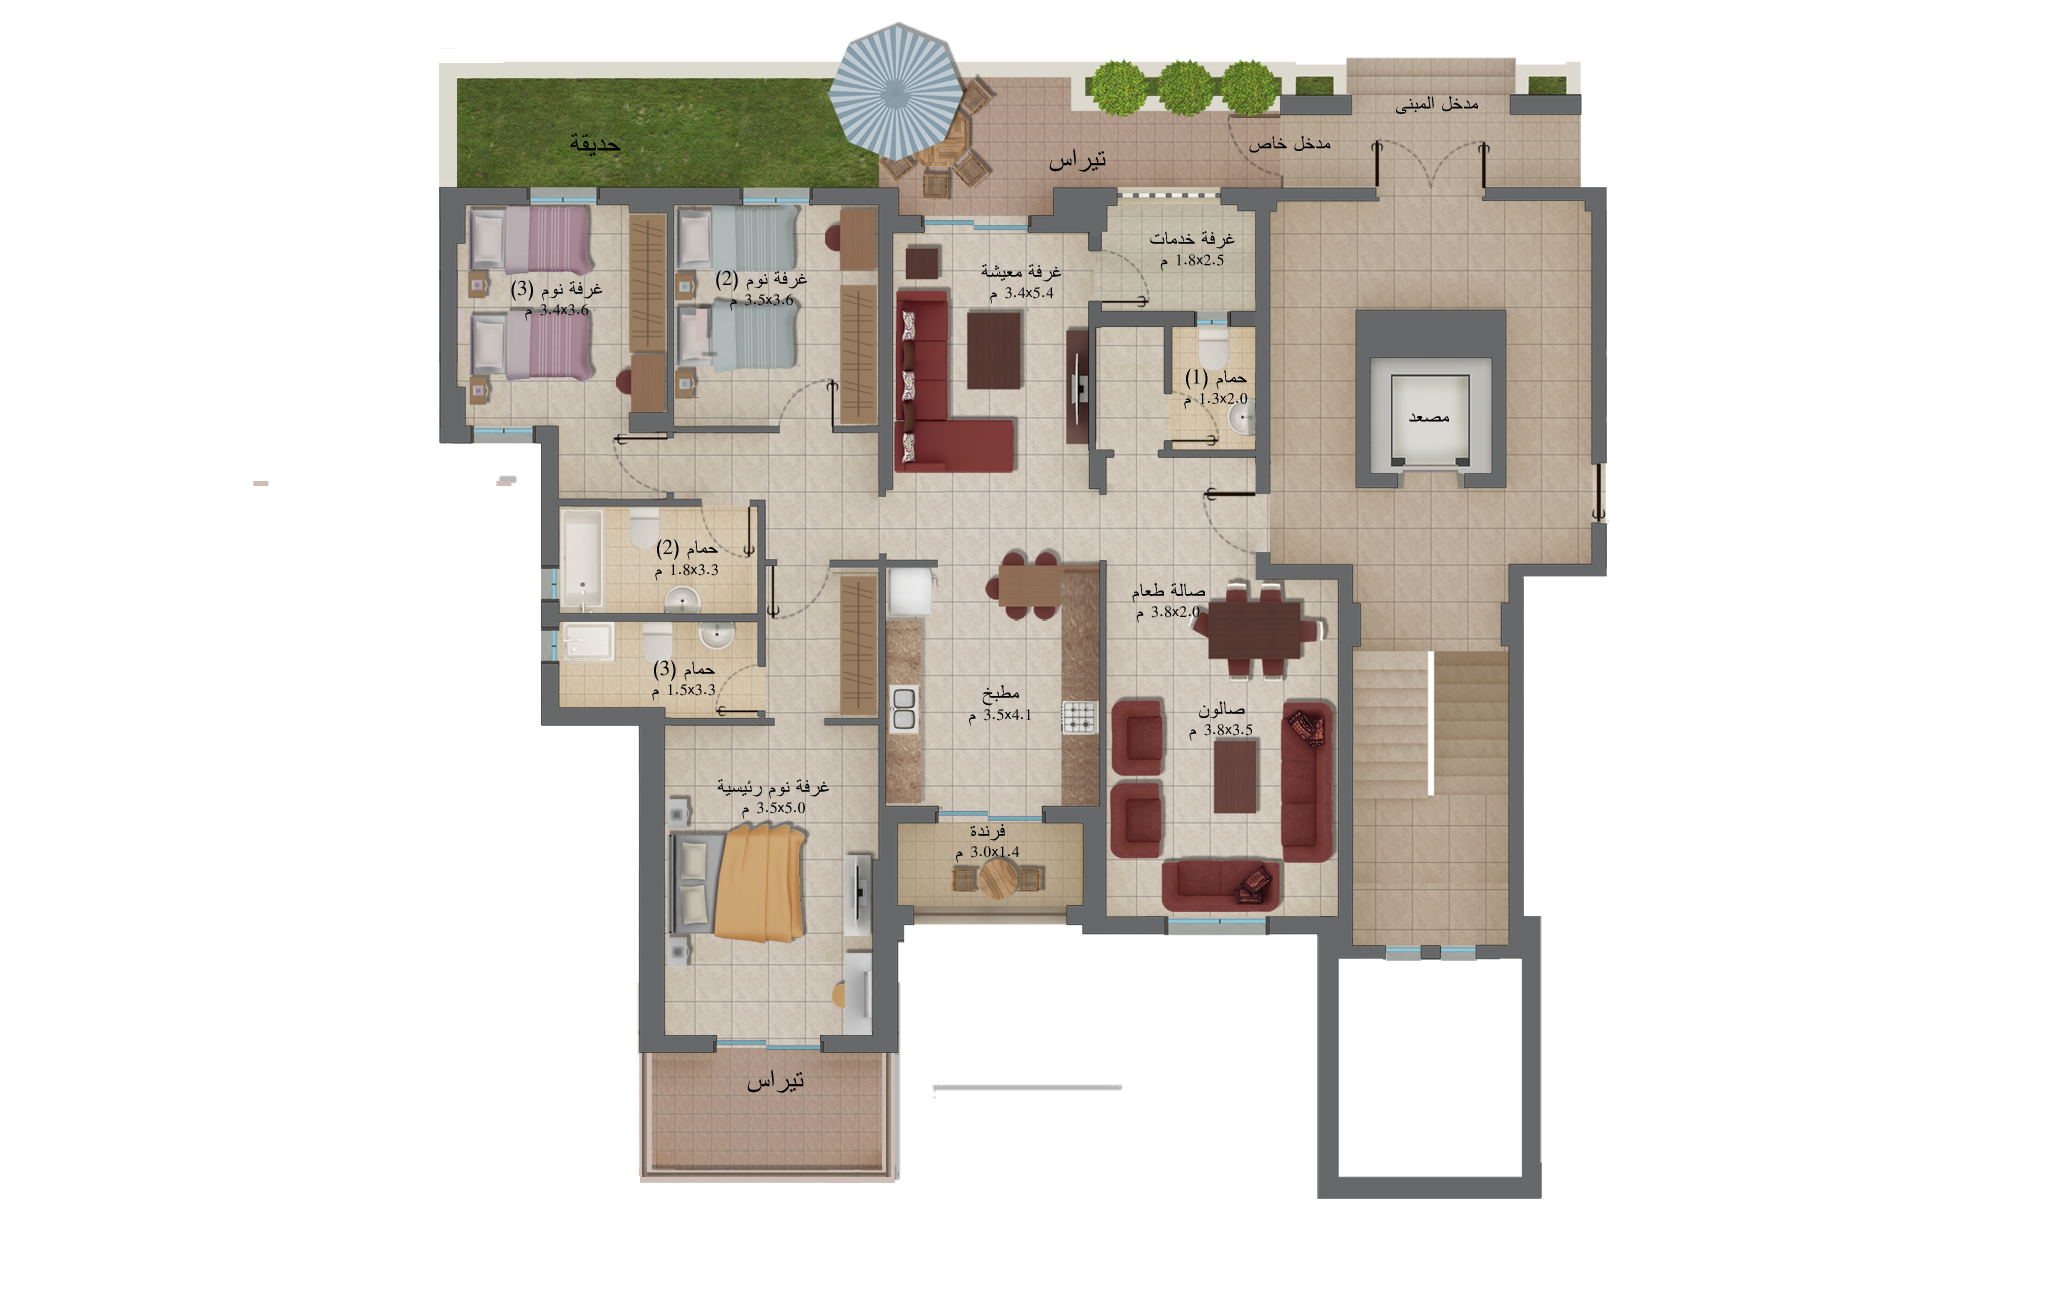 مدخل المبنى
حديقة
تيراس
مدخل خاص
غرفة خدمات
1.8x2.5 م
غرفة معيشة
3.4x5.4 م
غرفة نوم (2)
3.5x3.6 م
غرفة نوم (3)
3.4x3.6 م
حمام (1)
1.3x2.0 م
مصعد
حمام (2)
1.8x3.3 م
صالة طعام
3.8x2.0 م
حمام (3)
1.5x3.3 م
مطبخ
3.5x4.1 م
صالون
3.8x3.5 م
غرفة نوم رئيسية
3.5x5.0 م
فرندة
3.0x1.4 م
تيراس